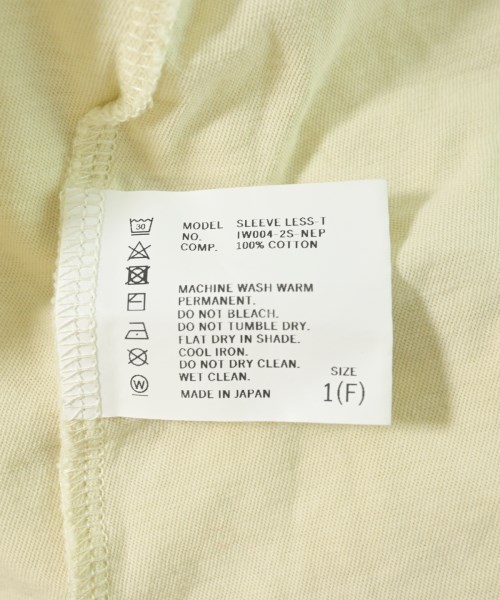 30
MODEL SLEEVE LESS-T
NO. IW004-2S-NEP
COMP. 100% COTTON
MACHINE WASH WARM
PERMANENT.
DO NOT BLEACH.
DO NOT TUMBLE DRY.
FLAT DRY IN SHADE.
COOL IRON.
DO NOT DRY CLEAN.
WET CLEAN.
MADE IN JAPAN
W
SIZE
1(F)